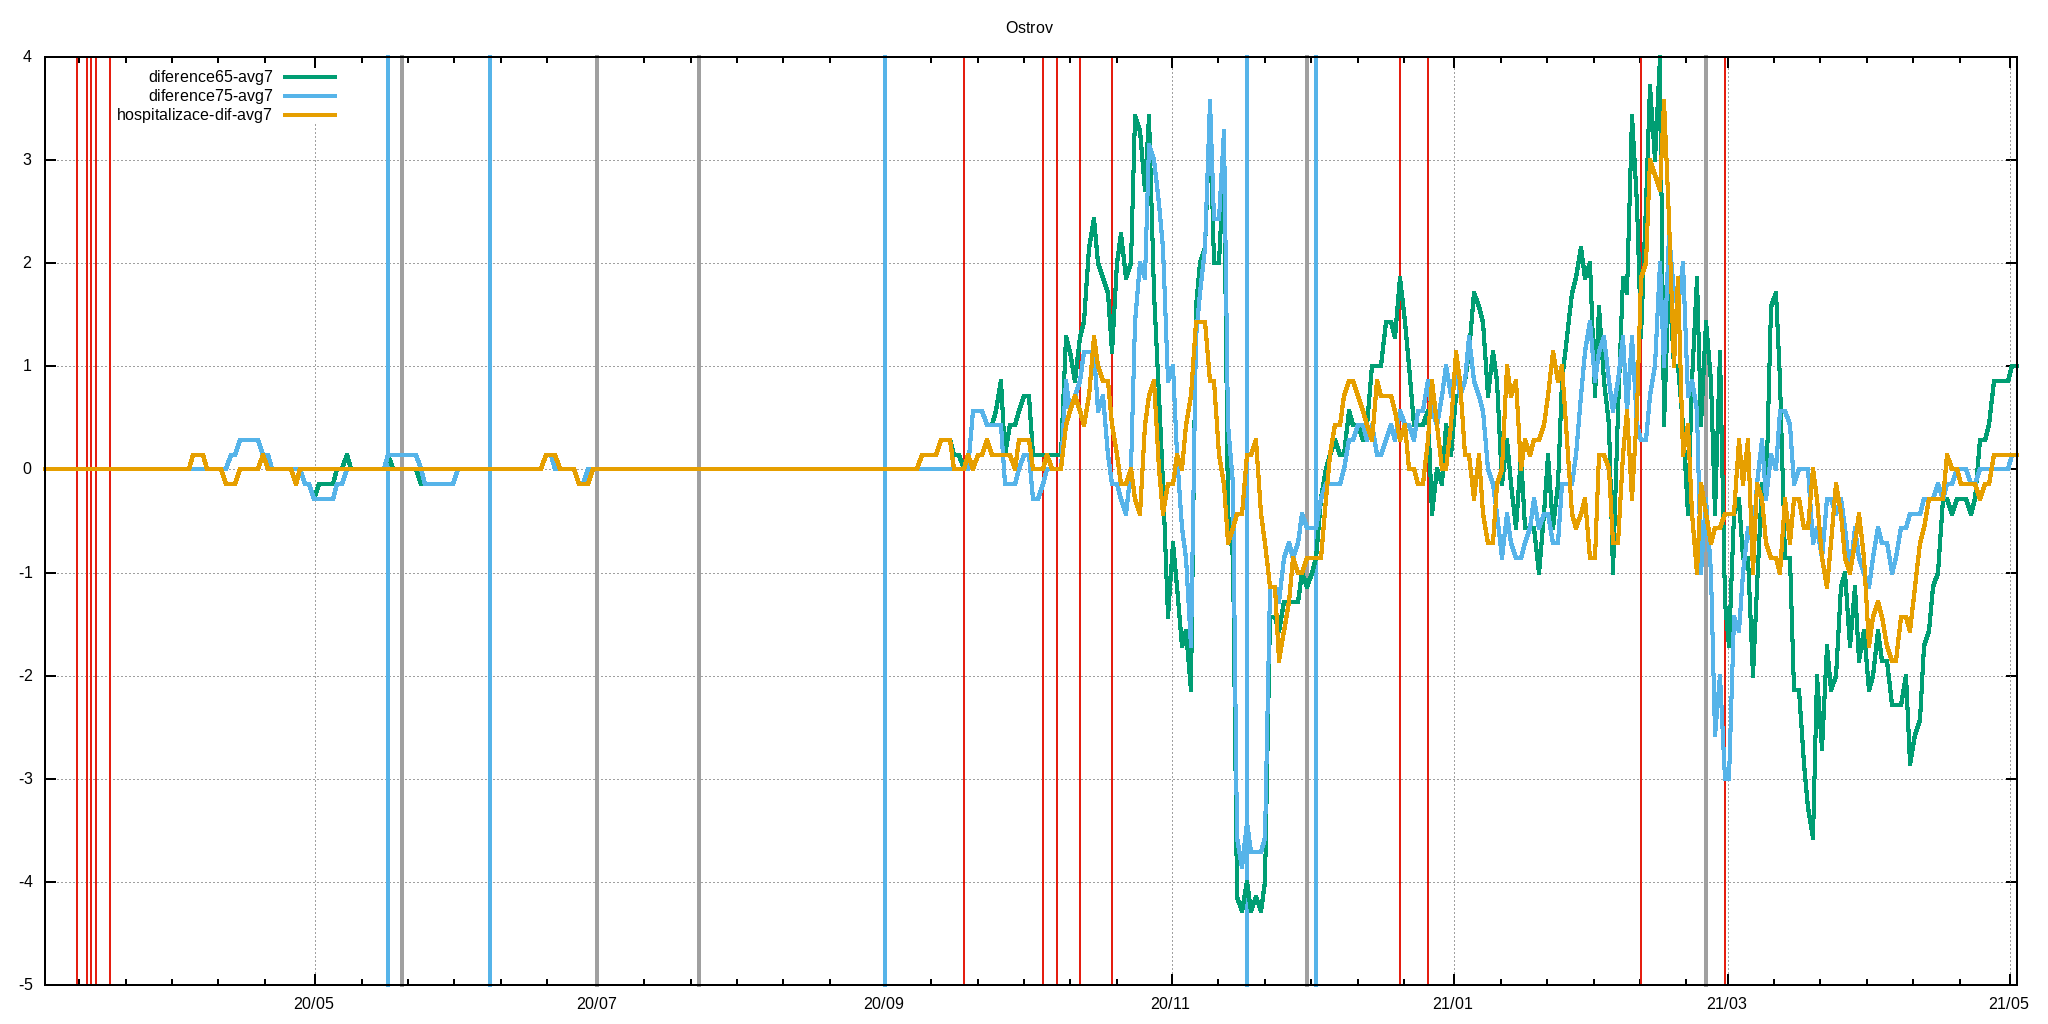 Ostrov
diference65-avg7
diference75-avg7
hospitalizace-dif-avg7
4
3
2
1
0
-1
-2
-3
-4
-5
20/05 20/07 20/09 20/11 21/01 21/03 21/05